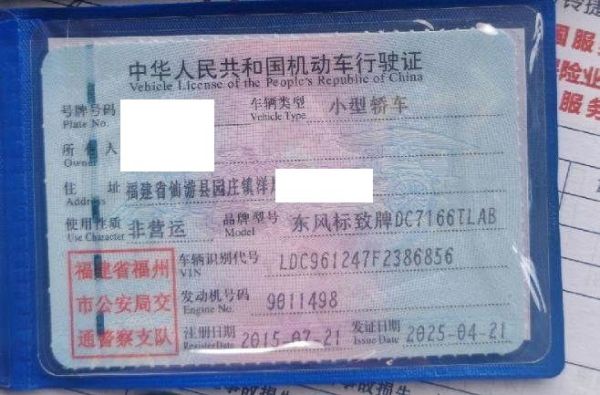 中华人民共和国机动车行驶证
Vehicle License of the People's Republic of China
号牌号码 车辆类型 小型轿车
Plate No. Vehicle Type
所有人
Owner
住址 福建省仙游县园庄镇洋
Address
使用性质 非营运 品牌型号 东风标致牌DC7166TLAB
Use Character Model
福建省福州
市公安局交
通警察支队
车辆识别代号 LDC961247F2386856
VIN
发动机号码 9011498
Engine No.
注册日期 2015-07-21 发证日期 2025-04-21
Register Date Issue Date
服务